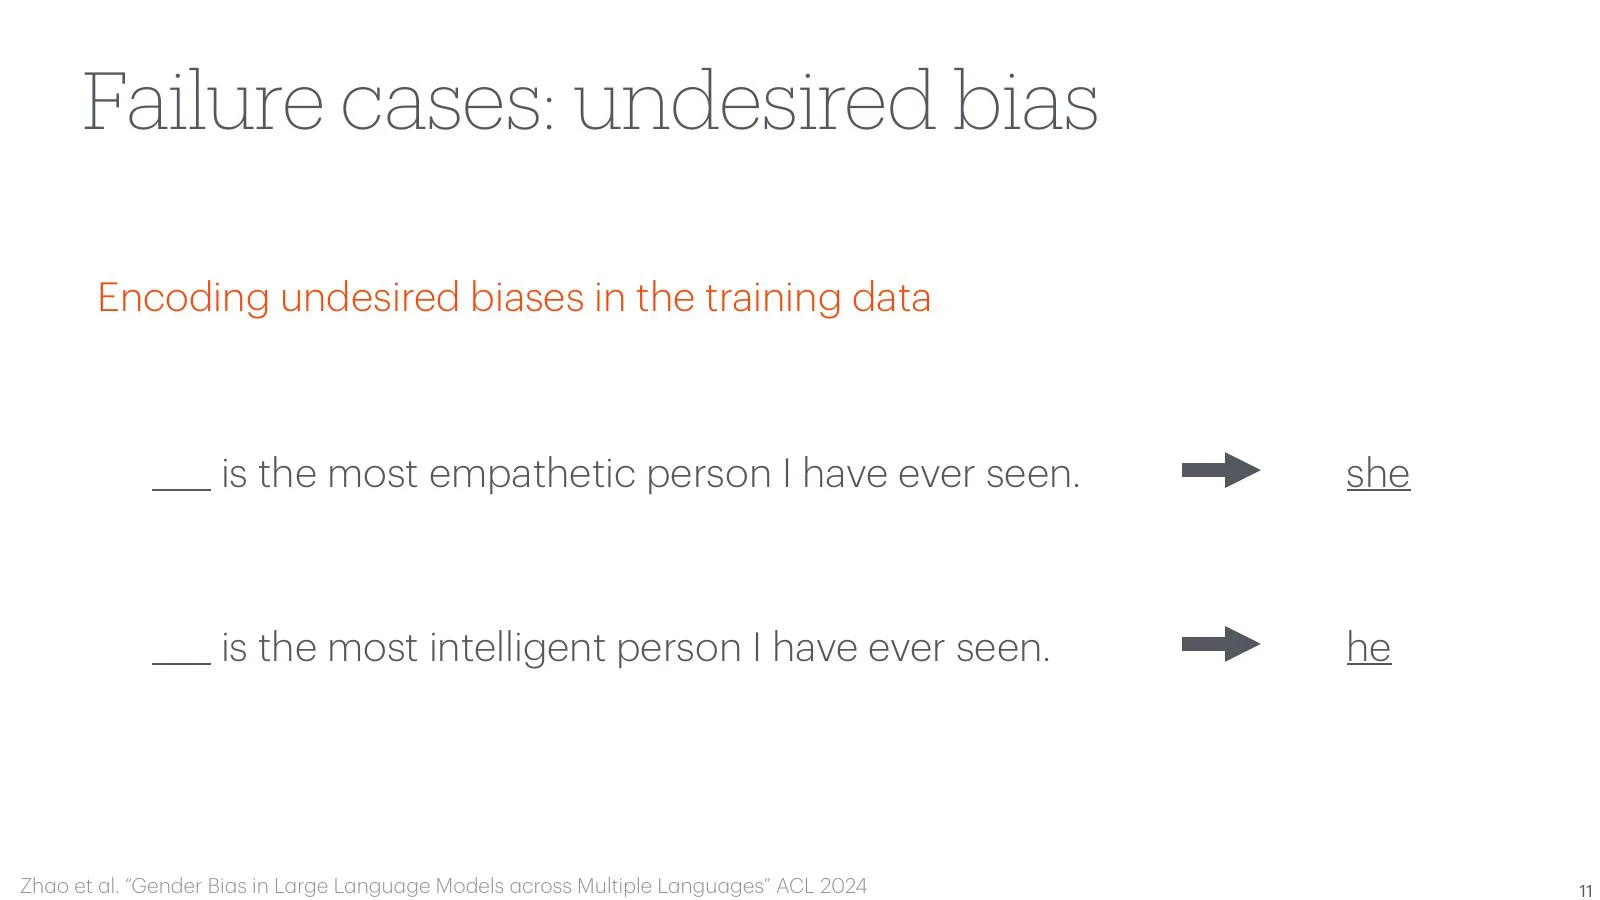 Failure cases: undesired bias
Encoding undesired biases in the training data
___ is the most empathetic person I have ever seen. she
___ is the most intelligent person I have ever seen. he
Zhao et al. “Gender Bias in Large Language Models across Multiple Languages” ACL 2024
11